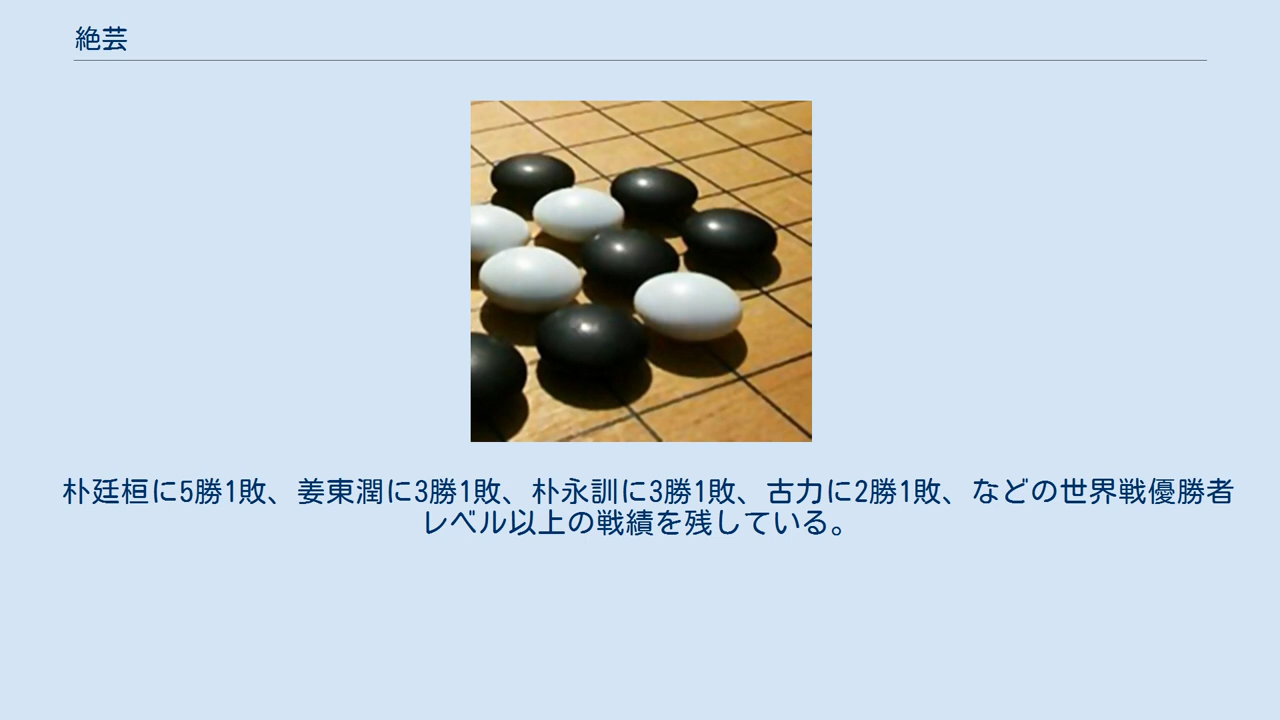 絶芸
朴廷桓に5勝1敗、姜東潤に3勝1敗、朴永訓に3勝1敗、古力に2勝1敗、などの世界戦優勝者
レベル以上の戦績を残している。